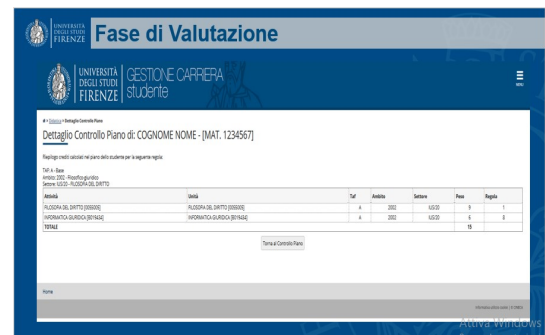 UNIVERSITÀ
DEGLI STUDI
FIRENZE
Fase di Valutazione
UNIVERSITÀ
DEGLI STUDI
FIRENZE
GESTIONE CARRIERA
studente
MENU
Dettaglio Controllo Piano
Dettaglio Controllo Piano di: COGNOME NOME - [MAT. 1234567]
Riepilogo crediti calcolati nel piano dello studente per la seguente regola:
TAF: A - Base
Ambito: 2002 - Filosofico-giuridico
Settore: IUS/20 - FILOSOFIA DEL DIRITTO
Attività Unità Taf Ambito Settore Peso Regola
FILOSOFIA DEL DIRITTO FILOSOFIA DEL DIRITTO A 2002 IUS/20 9 1
INFORMATICA GIURIDICA INFORMATICA GIURIDICA A 2002 IUS/20 6 8
TOTALE 15
Torna al Controllo Piano
Home
Attiva Windows